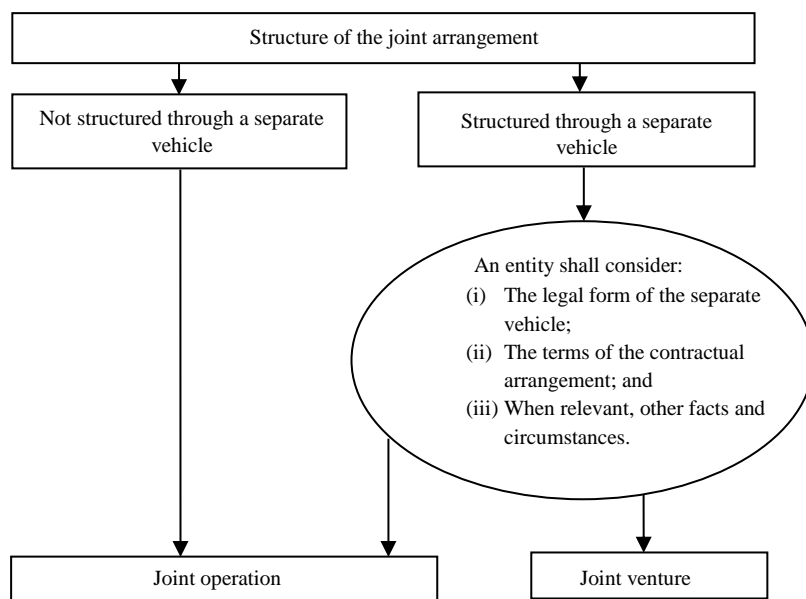 Structure of the joint arrangement
Not structured through a separate
vehicle
Structured through a separate
vehicle
An entity shall consider:
(i) The legal form of the separate
vehicle;
(ii) The terms of the contractual
arrangement; and
(iii) When relevant, other facts and
circumstances.
Joint operation
Joint venture